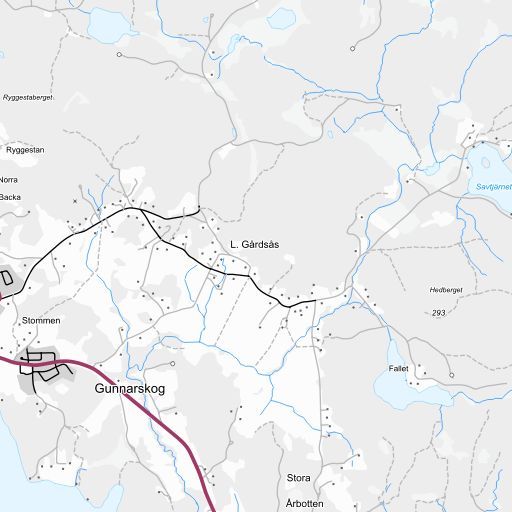 Ryggestaberget
Ryggestan
Norra
Backa
Savtjärnet
L. Gårdsås
Hedberget
293
Stommen
Fallet
Gunnarskog
Stora
Årbotten